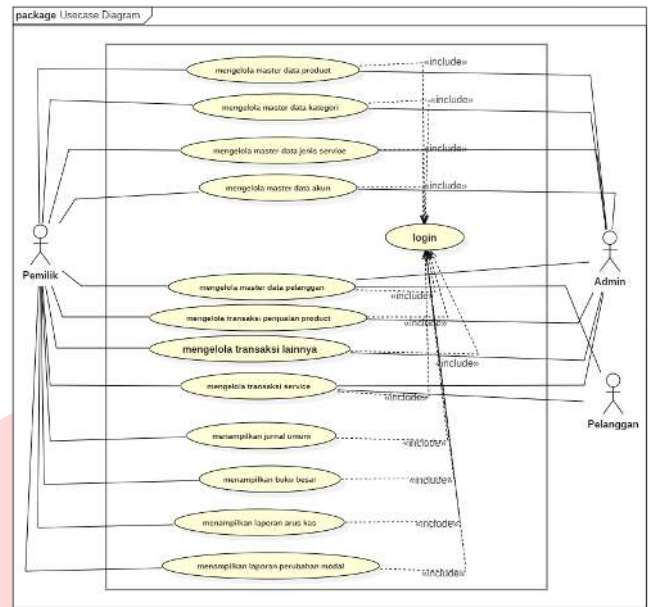 package Usecase Diagram
mengelola master data product
«include»
mengelola master data kategori
«include»
mengelola master data jenis service
«include»
mengelola master data akun
«include»
login
Pemilik
Admin
mengelola master data pelanggan
«include»
mengelola transaksi penjualan product
«include»
mengelola transaksi lainnya
«include»
mengelola transaksi service
«include»
Pelanggan
menampilkan jurnal umum
«include»
menampilkan buku besar
«include»
menampilkan laporan arus kas
«include»
menampilkan laporan perubahan modal
«include»